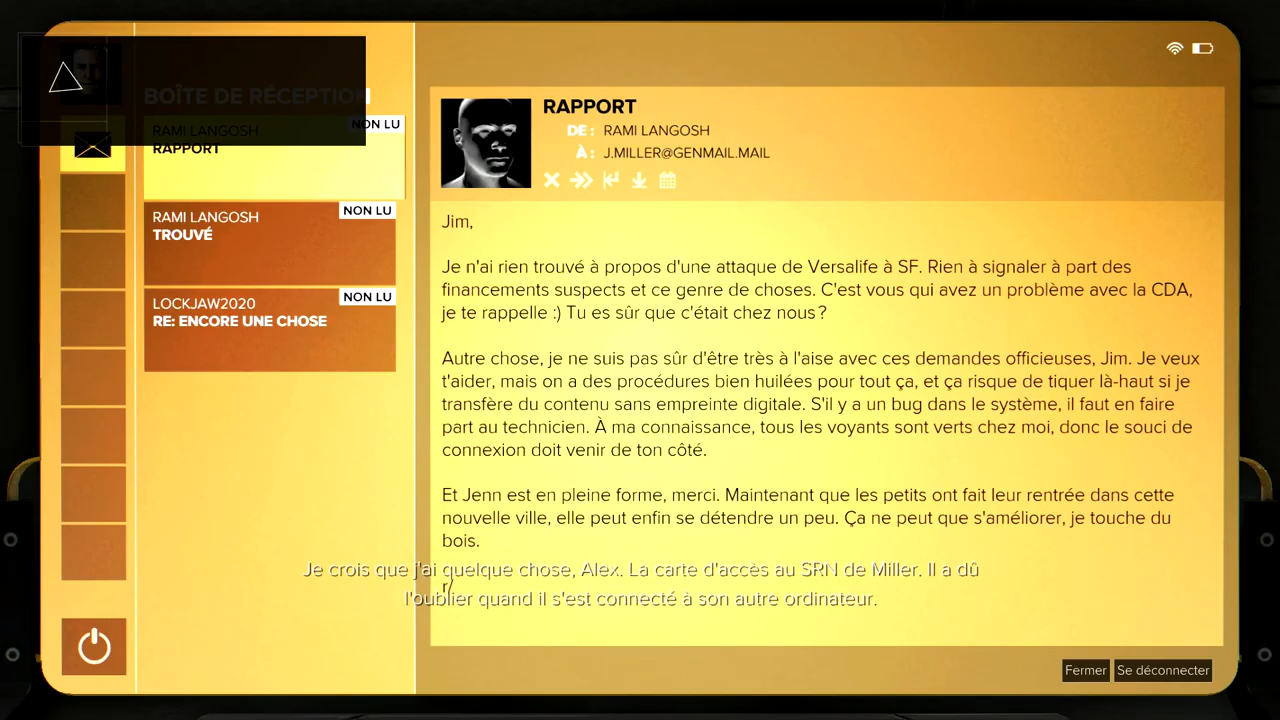 BOÎTE DE RÉCEPTION
RAMI LANGOSH
NON LU
RAPPORT
RAMI LANGOSH
NON LU
TROUVÉ
LOCKJAW2020
NON LU
RE: ENCORE UNE CHOSE
RAPPORT
DE : RAMI LANGOSH
À : J.MILLER@GENMAIL.MAIL
Jim,
Je n'ai rien trouvé à propos d'une attaque de Versalife à SF. Rien à signaler à part des
financements suspects et ce genre de choses. C'est vous qui avez un problème avec la CDA,
je te rappelle :) Tu es sûr que c'était chez nous ?
Autre chose, je ne suis pas sûr d'être très à l'aise avec ces demandes officieuses, Jim. Je veux
t'aider, mais on a des procédures bien huilées pour tout ça, et ça risque de tiquer là-haut si je
transfère du contenu sans empreinte digitale. S'il y a un bug dans le système, il faut en faire
part au technicien. À ma connaissance, tous les voyants sont verts chez moi, donc le souci de
connexion doit venir de ton côté.
Et Jenn est en pleine forme, merci. Maintenant que les petits ont fait leur rentrée dans cette
nouvelle ville, elle peut enfin se détendre un peu. Ça ne peut que s'améliorer, je touche du
bois.
r/
Je crois que j'ai quelque chose, Alex. La carte d'accès au SRN de Miller. Il a dû
l'oublier quand il s'est connecté à son autre ordinateur.
Fermer
Se déconnecter